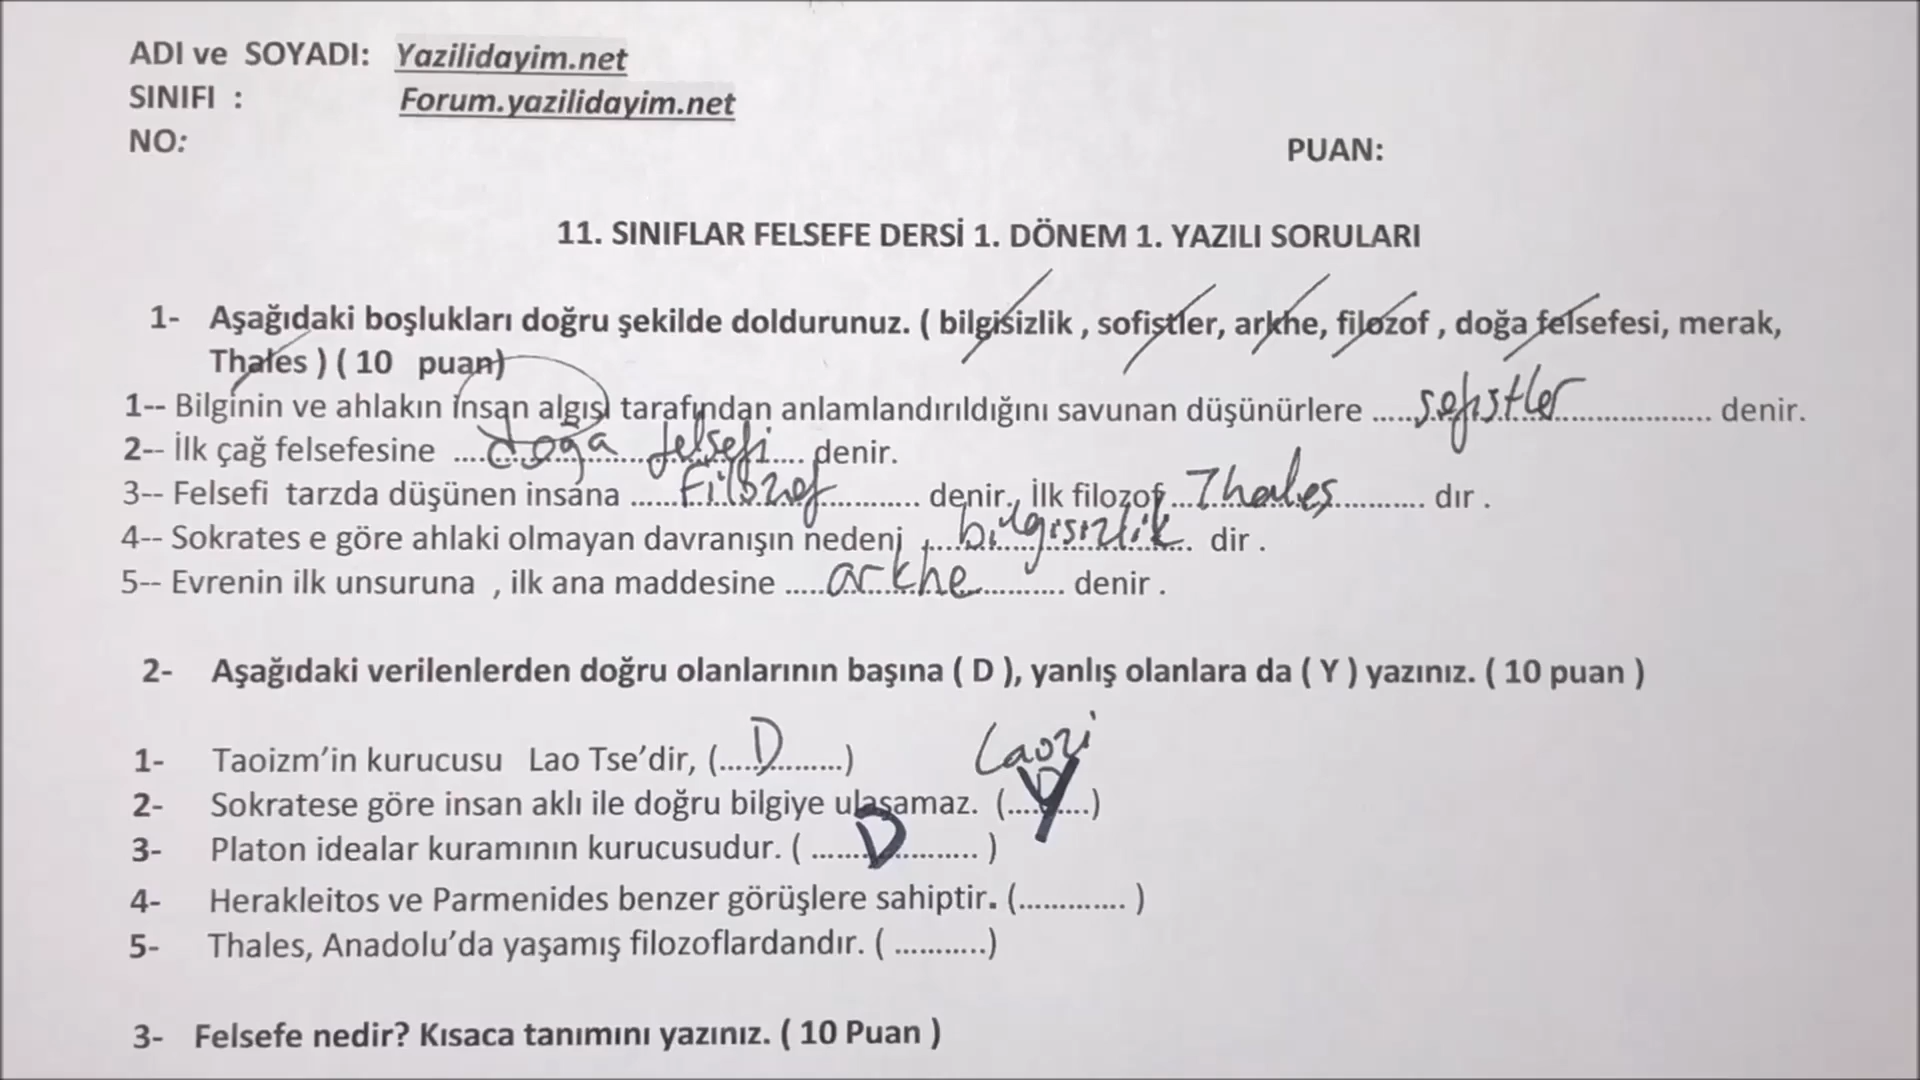 ADI ve SOYADI: Yazilidayim.net
SINIFI : Forum.yazilidayim.net
NO:
PUAN:
11. SINIFLAR FELSEFE DERSİ 1. DÖNEM 1. YAZILI SORULARI
1- Aşağıdaki boşlukları doğru şekilde doldurunuz. ( bilgisizlik , sofistler, arkhe, filozof , doğa felsefesi, merak,
Thales ) ( 10 puan)
1-- Bilginin ve ahlakın insan algısı tarafından anlamlandırıldığını savunan düşünürlere ......sofistler.................. denir.
2-- İlk çağ felsefesine ....doğa felsefi.... denir.
3-- Felsefi tarzda düşünen insana ......Filozof............ denir., İlk filozof....Thales........... dır .
4-- Sokrates e göre ahlaki olmayan davranışın nedeni ,....bilgisizlik.. dir .
5-- Evrenin ilk unsuruna , ilk ana maddesine .....arkhe........... denir .
2- Aşağıdaki verilenlerden doğru olanlarının başına ( D ), yanlış olanlara da ( Y ) yazınız. ( 10 puan )
1- Taoizm’in kurucusu Lao Tse’dir, (.....D........) Laozi
2- Sokratese göre insan aklı ile doğru bilgiye ulaşamaz. (....Y....)
3- Platon idealar kuramının kurucusudur. ( .......D.......... )
4- Herakleitos ve Parmenides benzer görüşlere sahiptir. (............. )
5- Thales, Anadolu’da yaşamış filozoflardandır. ( ...........)
3- Felsefe nedir? Kısaca tanımını yazınız. ( 10 Puan )